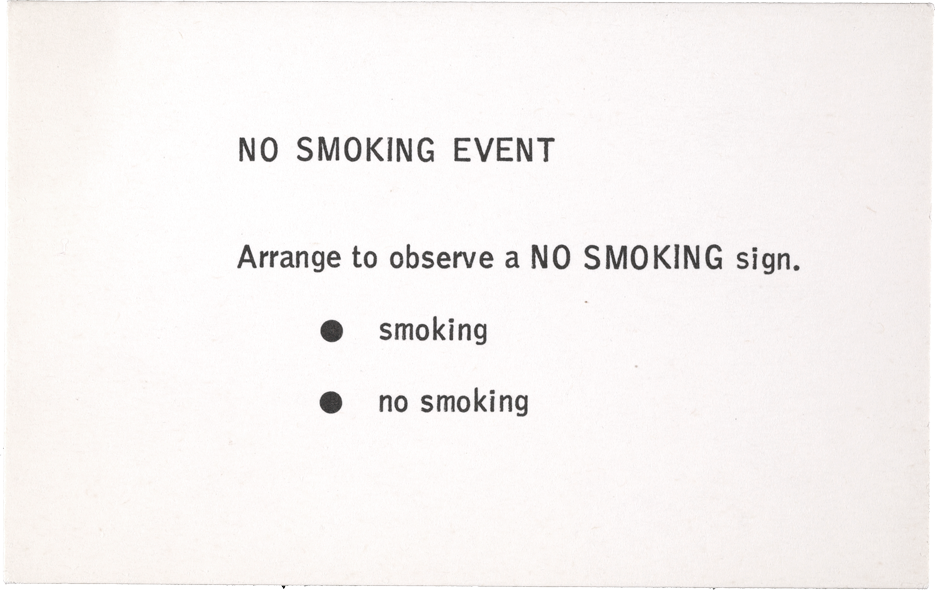 NO SMOKING EVENT
Arrange to observe a NO SMOKING sign.
● smoking
● no smoking